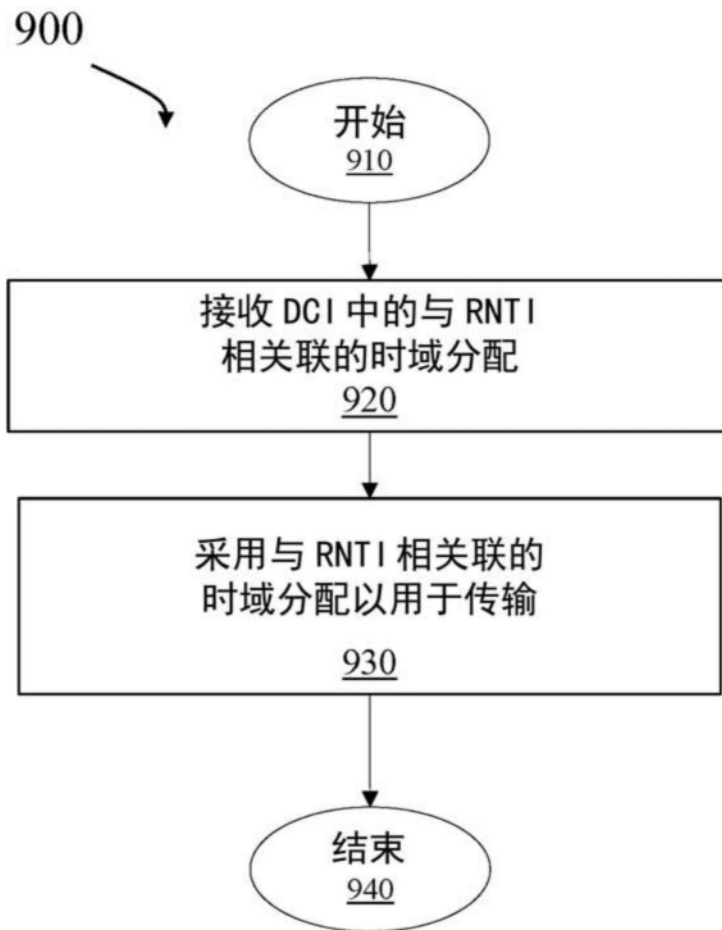 900
开始
910
接收 DCI 中的与 RNTI
相关联的时域分配
920
采用与 RNTI 相关联的
时域分配以用于传输
930
结束
940